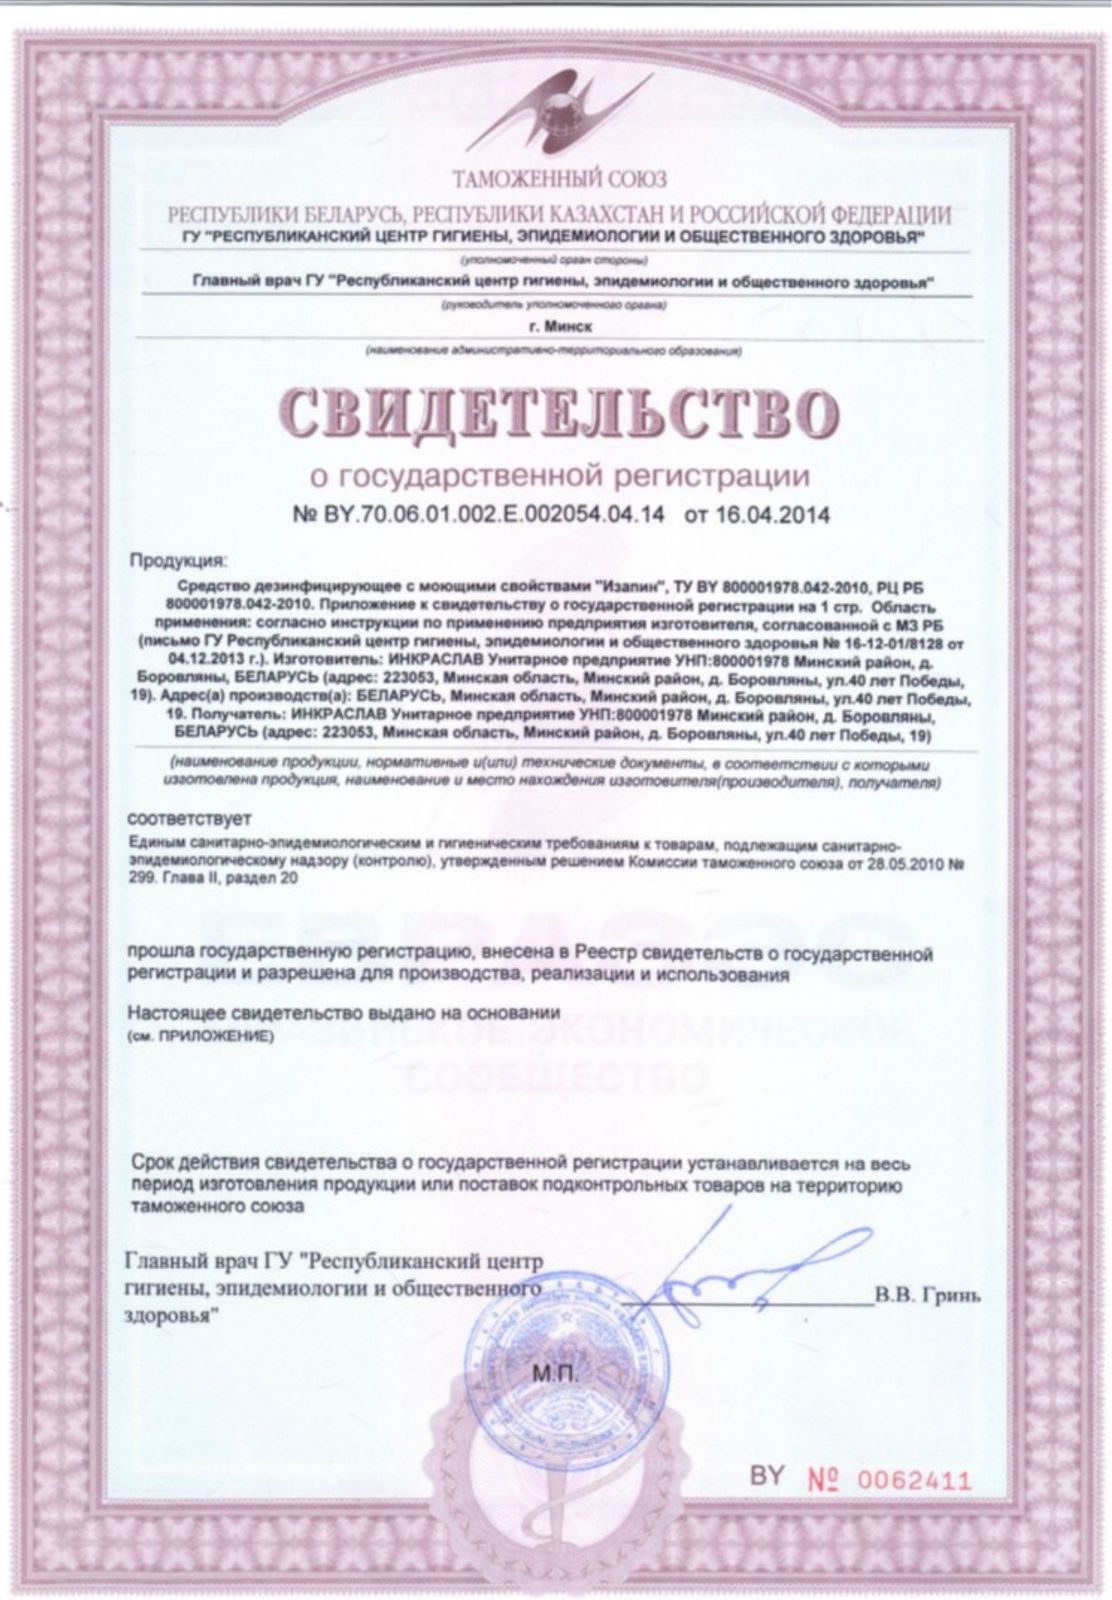 ТАМОЖЕННЫЙ СОЮЗ
РЕСПУБЛИКИ БЕЛАРУСЬ, РЕСПУБЛИКИ КАЗАХСТАН И РОССИЙСКОЙ ФЕДЕРАЦИИ
ГУ "РЕСПУБЛИКАНСКИЙ ЦЕНТР ГИГИЕНЫ, ЭПИДЕМИОЛОГИИ И ОБЩЕСТВЕННОГО ЗДОРОВЬЯ"
(уполномоченный орган стороны)
Главный врач ГУ "Республиканский центр гигиены, эпидемиологии и общественного здоровья"
(руководитель уполномоченного органа)
г. Минск
(наименование административно-территориального образования)
СВИДЕТЕЛЬСТВО
о государственной регистрации
№ BY.70.06.01.002.E.002054.04.14 от 16.04.2014
Продукция:
Средство дезинфицирующее с моющими свойствами "Изапин", ТУ BY 800001978.042-2010, РЦ РБ
800001978.042-2010. Приложение к свидетельству о государственной регистрации на 1 стр. Область
применения: согласно инструкции по применению предприятия изготовителя, согласованной с МЗ РБ
(письмо ГУ Республиканский центр гигиены, эпидемиологии и общественного здоровья № 16-12-01/8128 от
04.12.2013 г.). Изготовитель: ИНКРАСЛАВ Унитарное предприятие УНП:800001978 Минский район, д.
Боровляны, БЕЛАРУСЬ (адрес: 223053, Минская область, Минский район, д. Боровляны, ул.40 лет Победы,
19). Адрес(а) производств(а): БЕЛАРУСЬ, Минская область, Минский район, д. Боровляны, ул.40 лет Победы,
19. Получатель: ИНКРАСЛАВ Унитарное предприятие УНП:800001978 Минский район, д. Боровляны,
БЕЛАРУСЬ (адрес: 223053, Минская область, Минский район, д. Боровляны, ул.40 лет Победы, 19)
(наименование продукции, нормативные и(или) технические документы, в соответствии с которыми
изготовлена продукция, наименование и место нахождения изготовителя(производителя), получателя)
соответствует
Единым санитарно-эпидемиологическим и гигиеническим требованиям к товарам, подлежащим санитарно-
эпидемиологическому надзору (контролю), утвержденным решением Комиссии таможенного союза от 28.05.2010 №
299. Глава II, раздел 20
прошла государственную регистрацию, внесена в Реестр свидетельств о государственной
регистрации и разрешена для производства, реализации и использования
Настоящее свидетельство выдано на основании
(см. ПРИЛОЖЕНИЕ)
ЭКОНОМИЧЕСКОЕ
СООБЩЕСТВО
Срок действия свидетельства о государственной регистрации устанавливается на весь
период изготовления продукции или поставок подконтрольных товаров на территорию
таможенного союза
Главный врач ГУ "Республиканский центр
гигиены, эпидемиологии и общественного
здоровья"
В.В. Гринь
М.П.
BY № 0062411